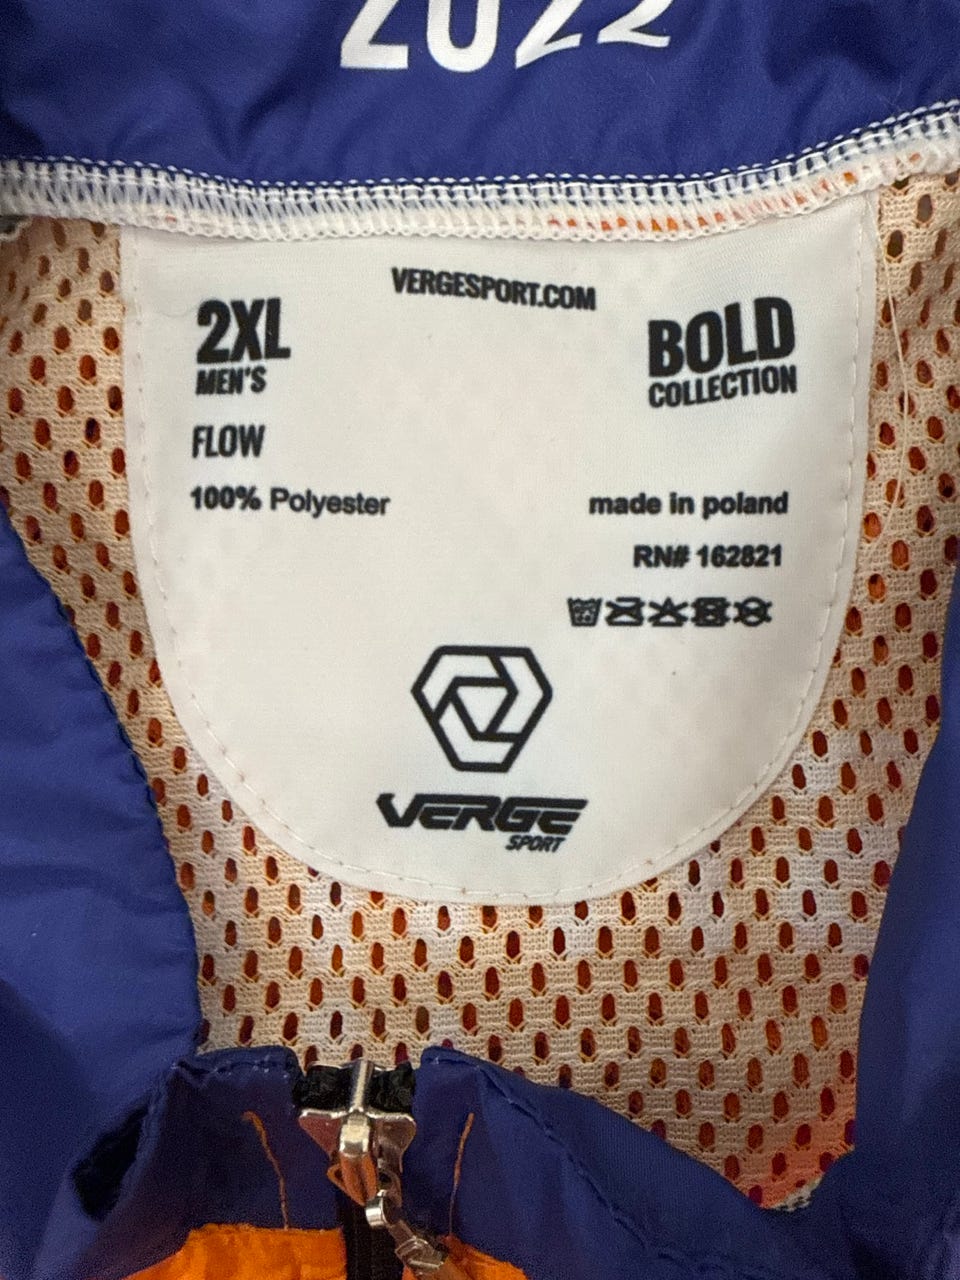 2022
VERGESPORT.COM
2XL
MEN'S
FLOW
100% Polyester
BOLD
COLLECTION
made in poland
RN# 162821
VERGE
SPORT